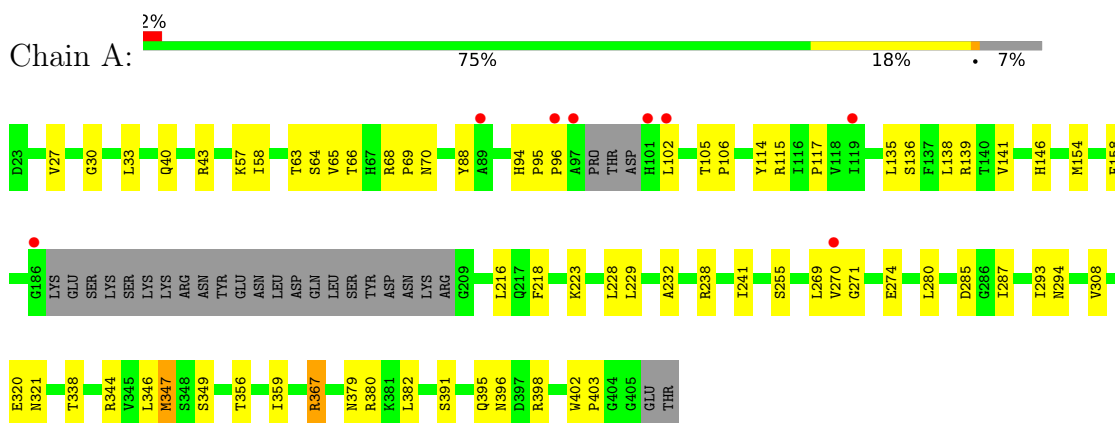 2%
Chain A:
75% 18% • 7%
D23 V27 G30 L33 Q40 R43 K57 I58 T63 S64 V65 T66 H67 R68 P69 N70 Y88 A89 H94 P95 P96 A97 PRO THR ASP H101 L102 T105 P106 Y114 R115 I116 P117 V118 I119 L135 S136 F137 L138 R139 T140 V141 H146 M154
G186 LYS GLU SER LYS SER LYS LYS ARG ASN TYR GLU ASN LEU ASP GLN LEU SER TYR ASP ASN LYS ARG G209 L216 Q217 F218 K223 L228 L229 A232 R238 I241 S255 L269 V270 G271 E274 L280 D285 G286 I287 I293 N294 V308
E320 N321 T338 R344 V345 L346 M347 S348 S349 T356 I359 R367 N379 R380 K381 L382 S391 Q395 N396 D397 R398 W402 P403 G404 G405 GLU THR